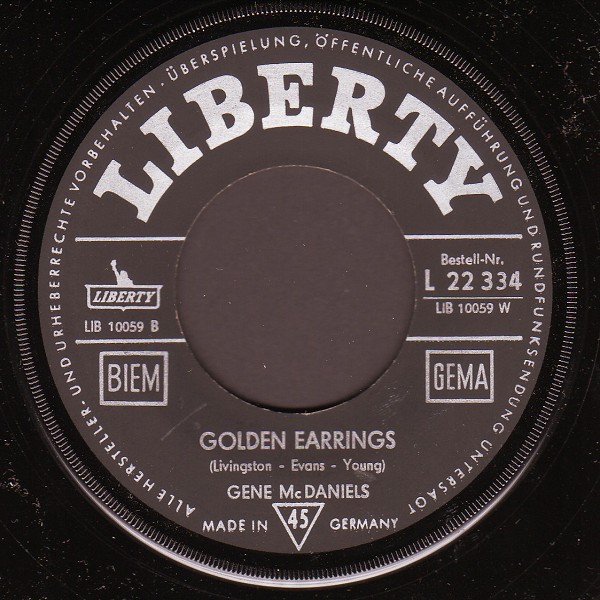 ALLE HERSTELLER- UND URHEBERRECHTE VORBEHALTEN. ÜBERSPIELUNG, ÖFFENTLICHE AUFFÜHRUNG UND RUNDFUNKSENDUNG UNTERSAGT
LIBERTY
LIBERTY
LIB 10059 B
Bestell-Nr.
L 22 334
LIB 10059 W
BIEM
GEMA
GOLDEN EARRINGS
(Livingston - Evans - Young)
GENE McDANIELS
MADE IN 45 GERMANY